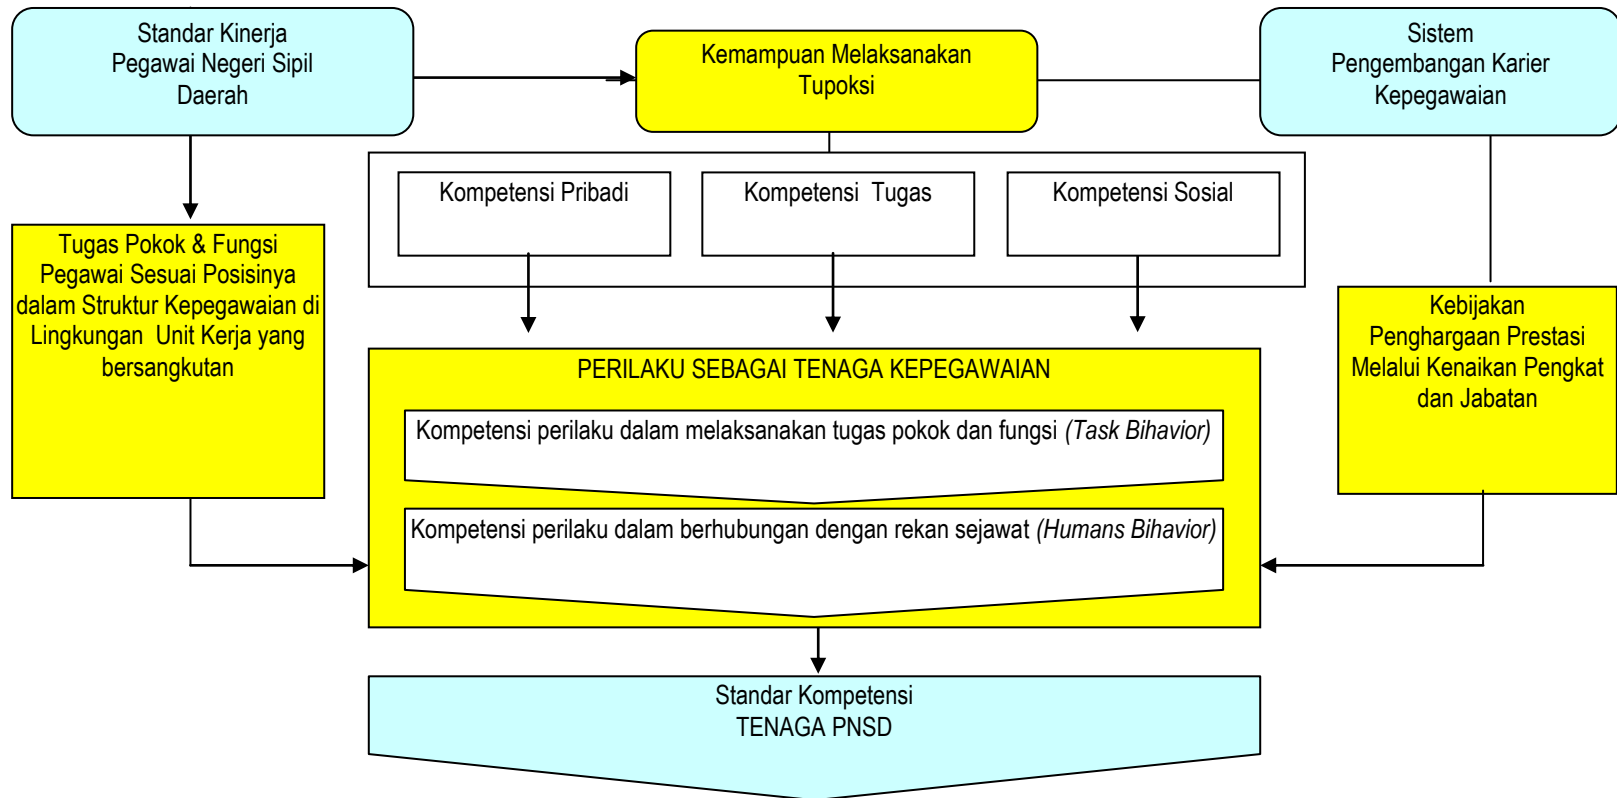 Standar Kinerja
Pegawai Negeri Sipil
Daerah
Kemampuan Melaksanakan
Tupoksi
Sistem
Pengembangan Karier
Kepegawaian
Kompetensi Pribadi
Kompetensi Tugas
Kompetensi Sosial
Tugas Pokok & Fungsi
Pegawai Sesuai Posisinya
dalam Struktur Kepegawaian di
Lingkungan Unit Kerja yang
bersangkutan
Kebijakan
Penghargaan Prestasi
Melalui Kenaikan Pengkat
dan Jabatan
PERILAKU SEBAGAI TENAGA KEPEGAWAIAN
Kompetensi perilaku dalam melaksanakan tugas pokok dan fungsi (Task Bihavior)
Kompetensi perilaku dalam berhubungan dengan rekan sejawat (Humans Bihavior)
Standar Kompetensi
TENAGA PNSD